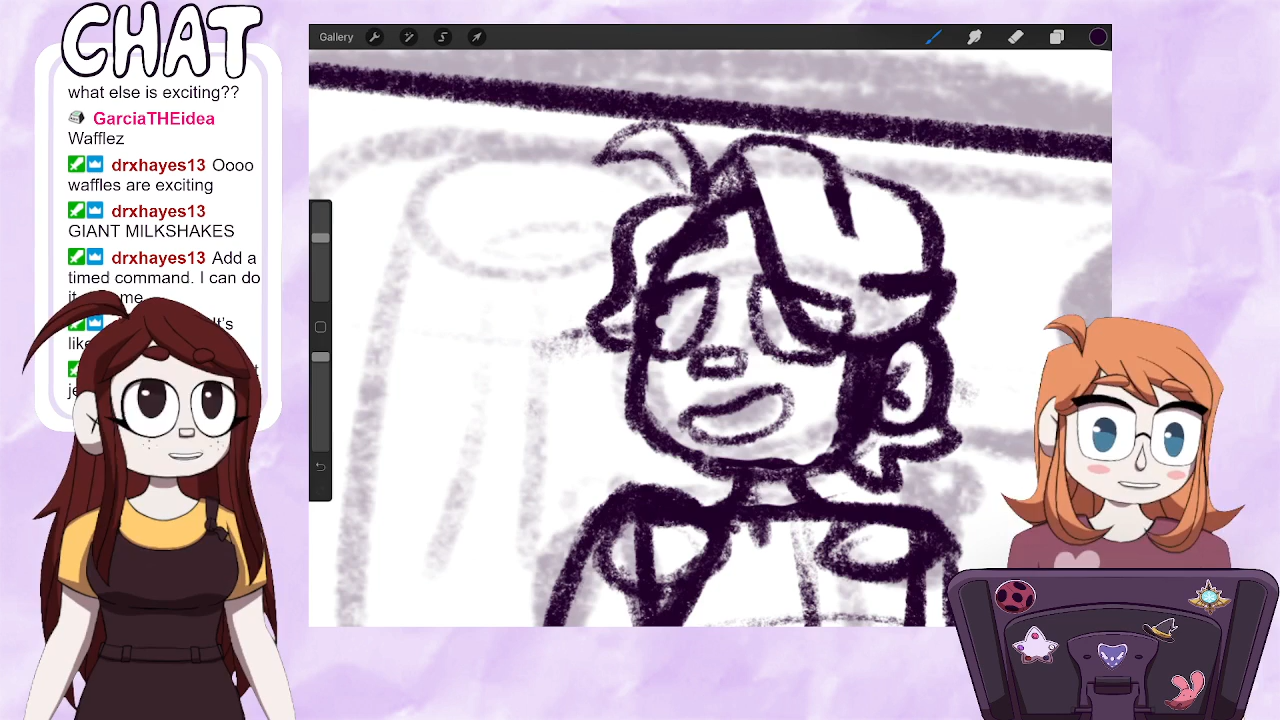 CHAT
what else is exciting??
GarciaTHEidea
Wafflez
drxhayes13 Oooo
waffles are exciting
drxhayes13
GIANT MILKSHAKES
drxhayes13 Add a
timed command. I can do
Gallery